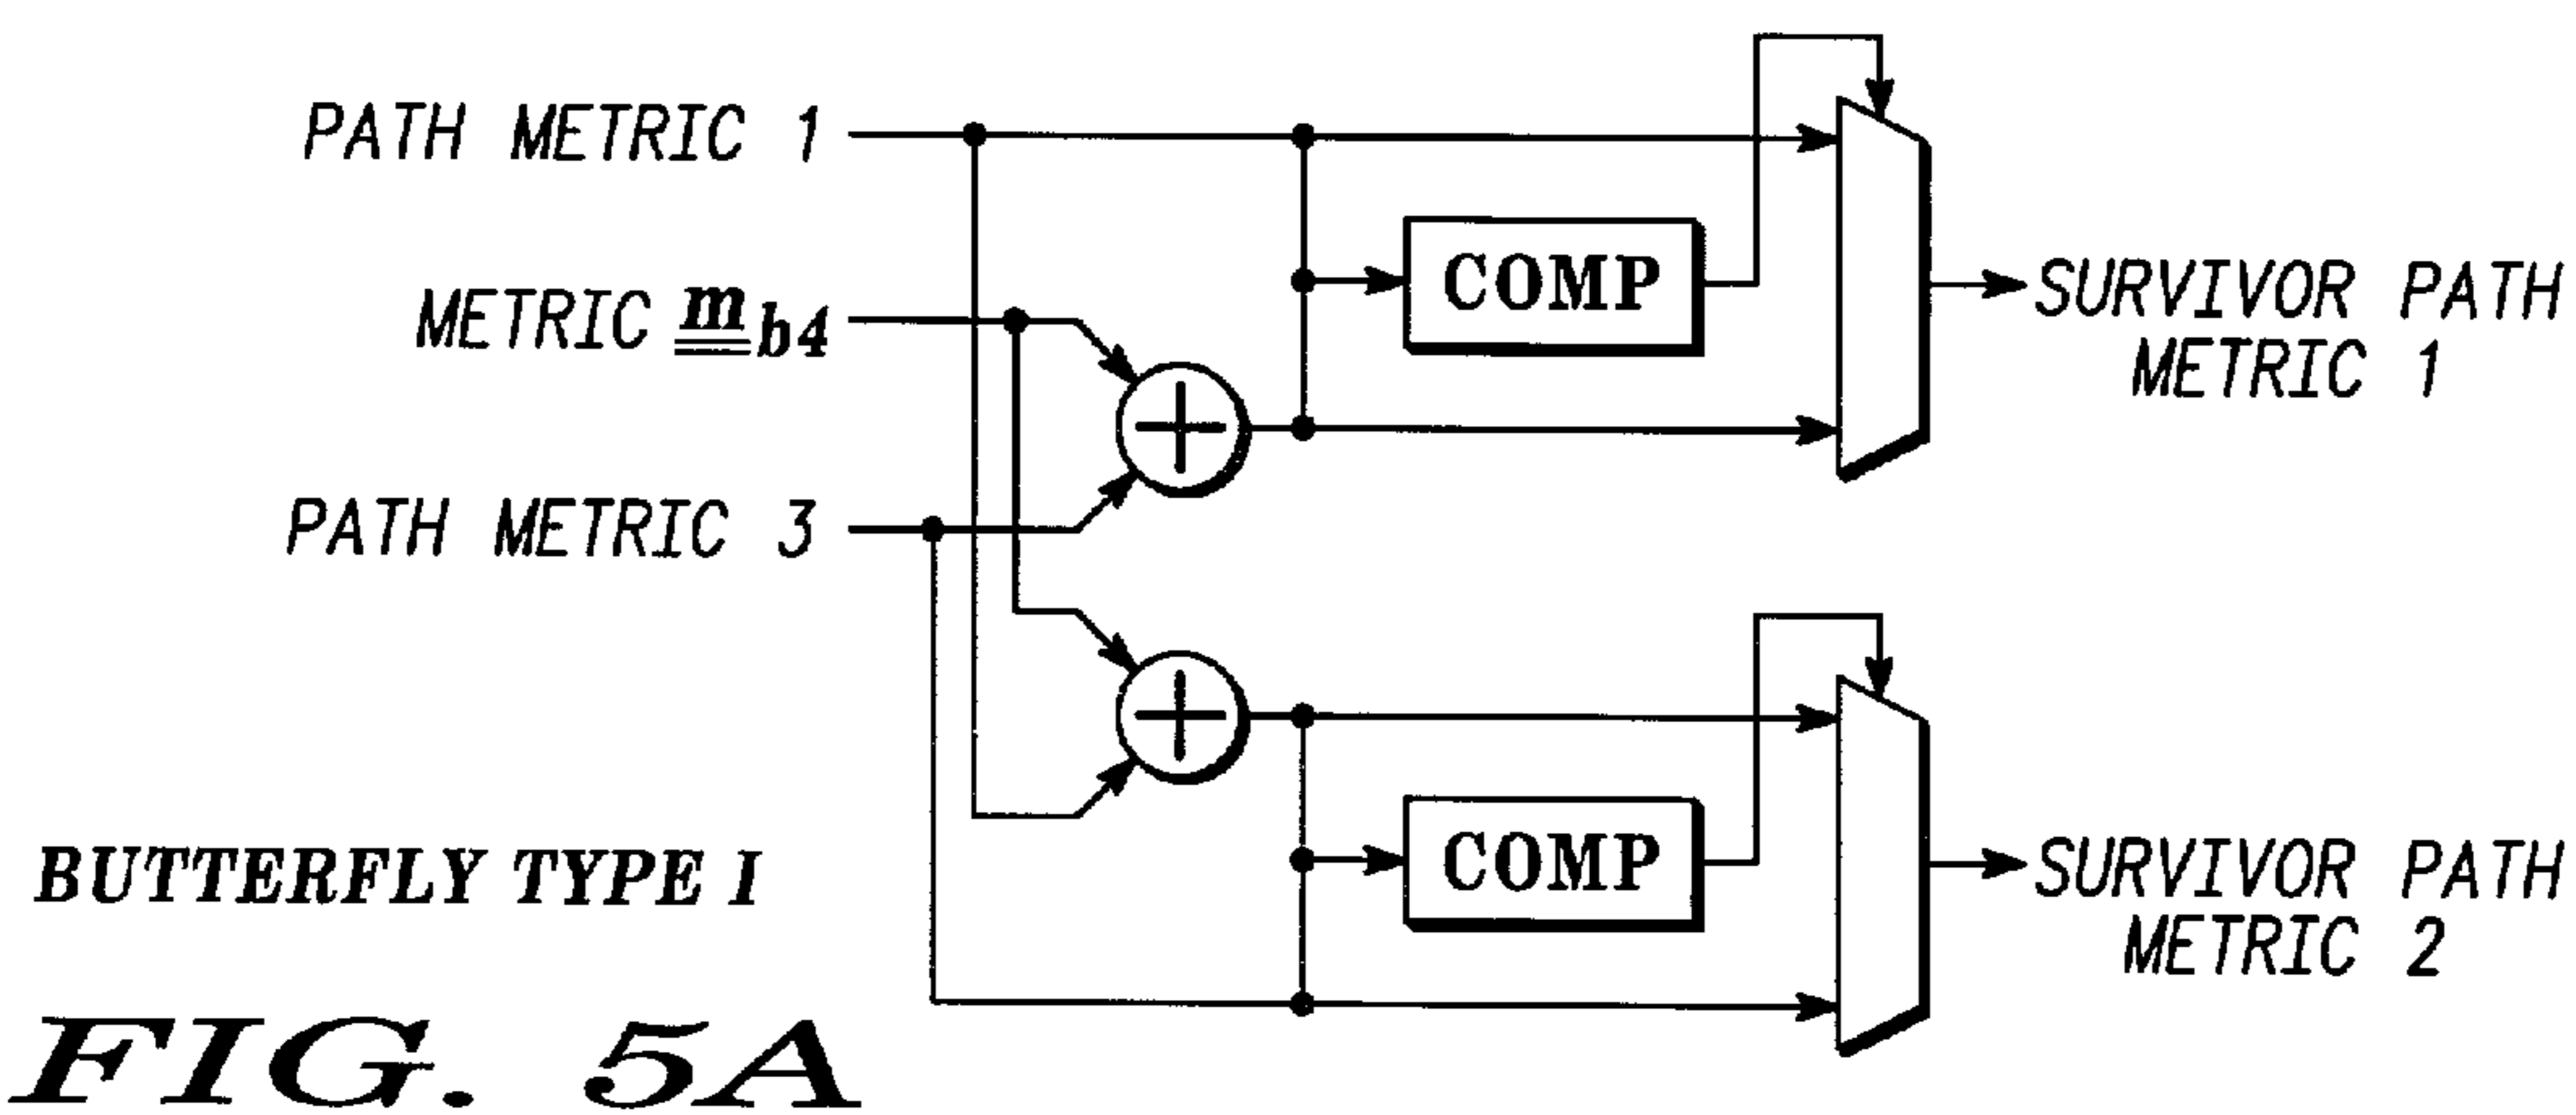 PATH METRIC 1
METRIC m b4
PATH METRIC 3
COMP
SURVIVOR PATH
METRIC 1
COMP
SURVIVOR PATH
METRIC 2
BUTTERFLY TYPE I
FIG. 5A